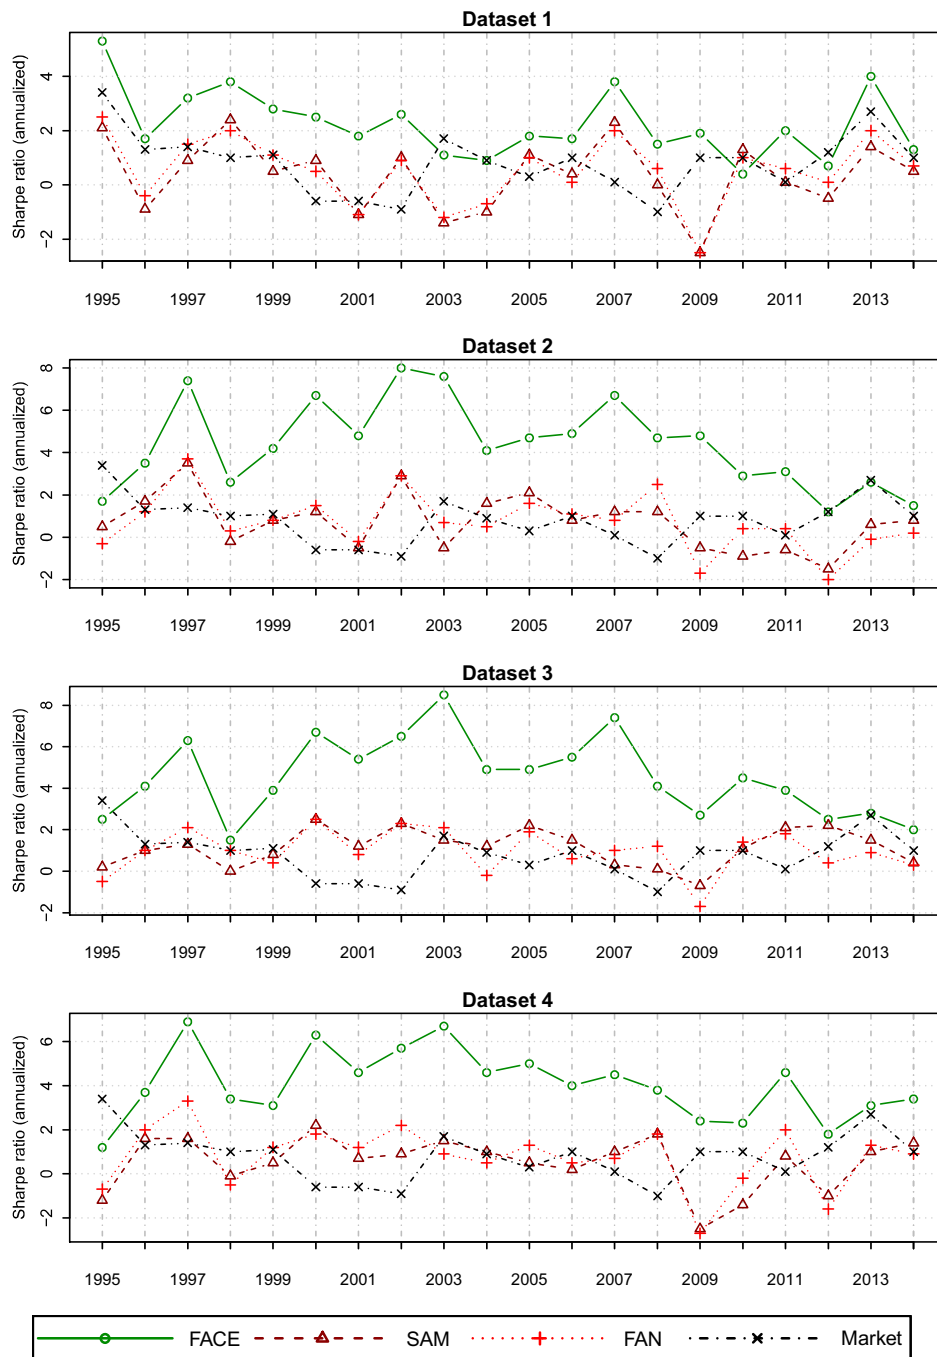 Dataset 1
Sharpe ratio (annualized)
4
2
0
−2
1995 1997 1999 2001 2003 2005 2007 2009 2011 2013
Dataset 2
Sharpe ratio (annualized)
8
6
4
2
0
−2
1995 1997 1999 2001 2003 2005 2007 2009 2011 2013
Dataset 3
Sharpe ratio (annualized)
8
6
4
2
0
−2
1995 1997 1999 2001 2003 2005 2007 2009 2011 2013
Dataset 4
Sharpe ratio (annualized)
6
4
2
0
−2
1995 1997 1999 2001 2003 2005 2007 2009 2011 2013
FACE SAM FAN Market